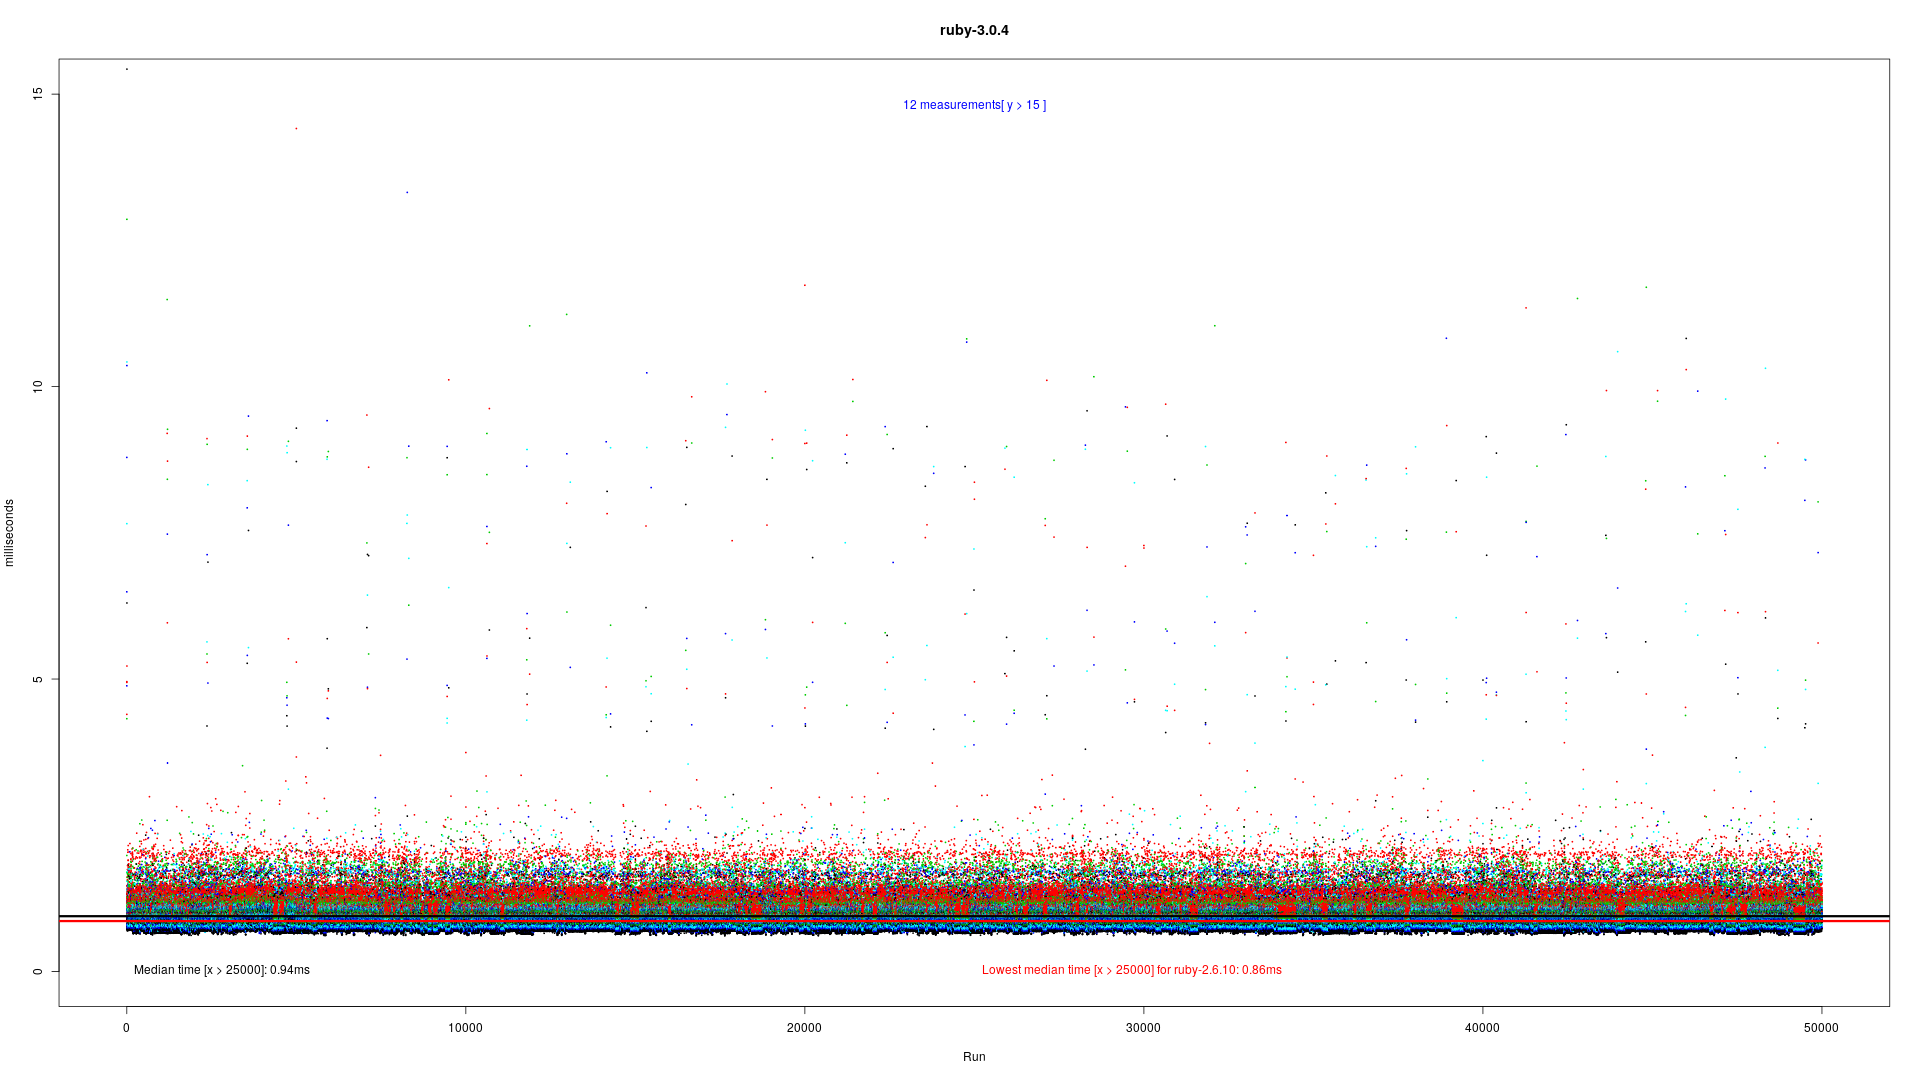 ruby-3.0.4
12 measurements[ y > 15 ]
15
10
5
0
milliseconds
Median time [x > 25000]: 0.94ms
Lowest median time [x > 25000] for ruby-2.6.10: 0.86ms
0 10000 20000 30000 40000 50000
Run